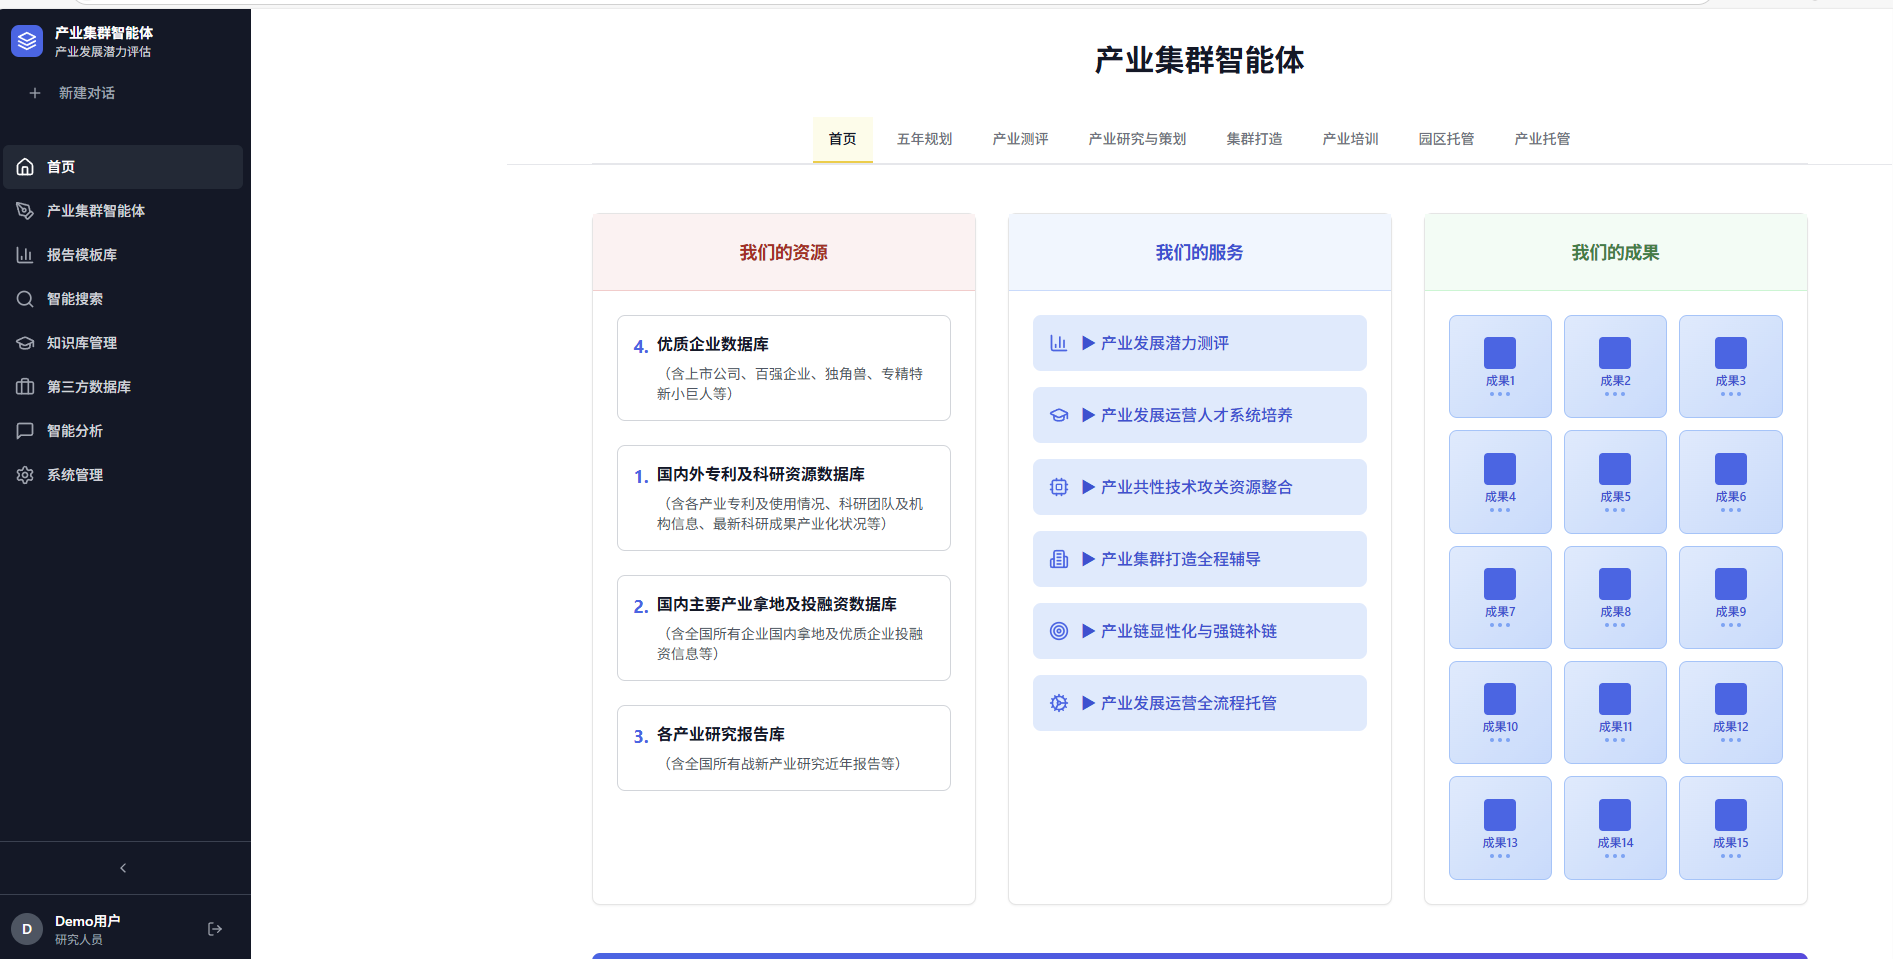 产业集群智能体
产业发展潜力评估
新建对话
首页
产业集群智能体
报告模板库
智能搜索
知识库管理
第三方数据库
智能分析
系统管理
D
Demo用户
研究人员
产业集群智能体
首页 五年规划 产业测评 产业研究与策划 集群打造 产业培训 园区托管 产业托管
我们的资源
4. 优质企业数据库
（含上市公司、百强企业、独角兽、专精特
新小巨人等）
1. 国内外专利及科研资源数据库
（含各产业专利及使用情况、科研团队及机
构信息、最新科研成果产业化状况等）
2. 国内主要产业拿地及投融资数据库
（含全国所有企业国内拿地及优质企业投融
资信息等）
3. 各产业研究报告库
（含全国所有战新产业研究近年报告等）
我们的服务
▶ 产业发展潜力测评
▶ 产业发展运营人才系统培养
▶ 产业共性技术攻关资源整合
▶ 产业集群打造全程辅导
▶ 产业链显性化与强链补链
▶ 产业发展运营全流程托管
我们的成果
成果1 成果2 成果3
成果4 成果5 成果6
成果7 成果8 成果9
成果10 成果11 成果12
成果13 成果14 成果15